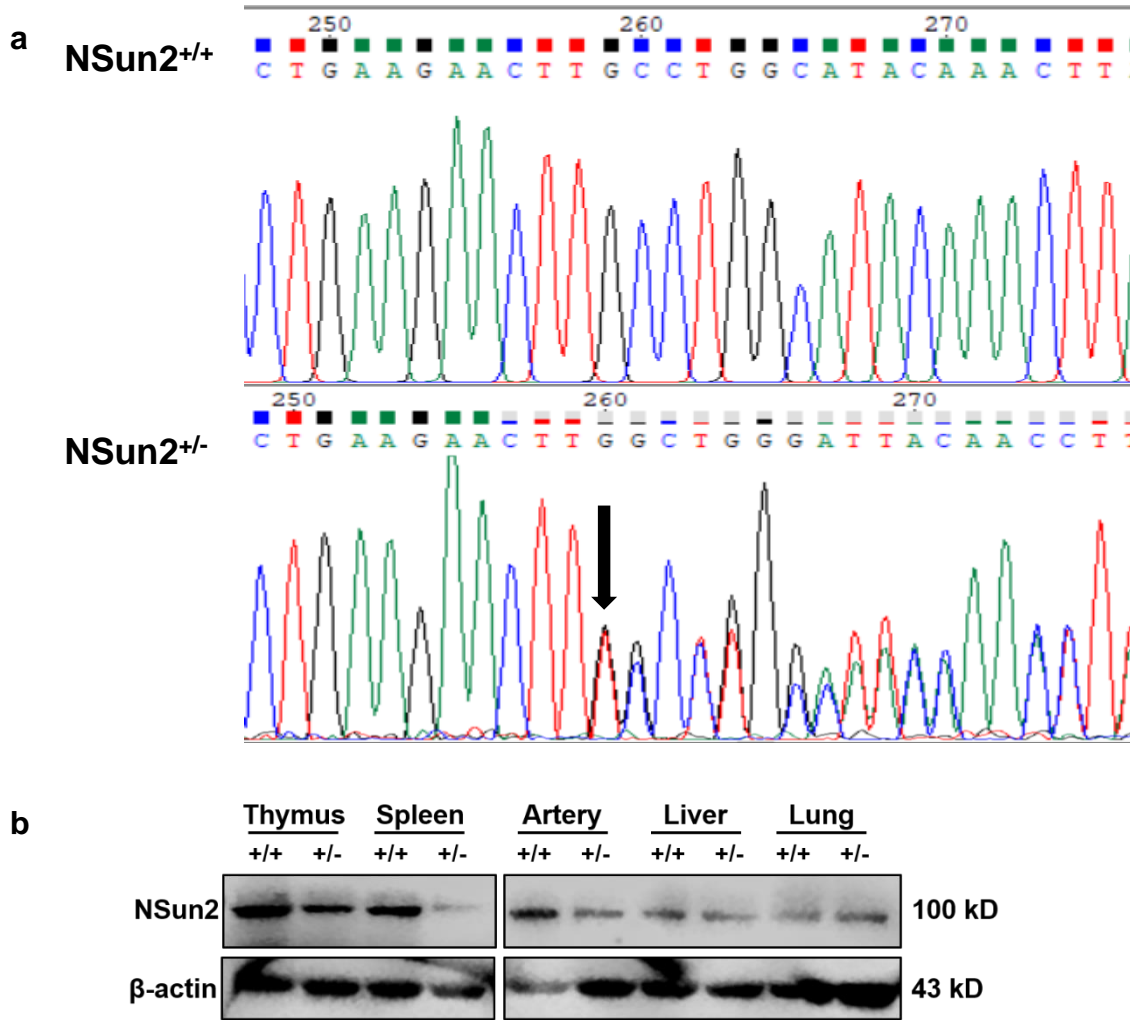 a
NSun2+/+
250 260 270
C T G A A G A A C T T G C C T G G C A T A C A A A C T T
NSun2+/-
250 260 270
C T G A A G A A C T T G G C T G G G A T T A C A A C C T T
b
Thymus Spleen Artery Liver Lung
+/+ +/- +/+ +/- +/+ +/- +/+ +/- +/+ +/-
NSun2 100 kD
β-actin 43 kD